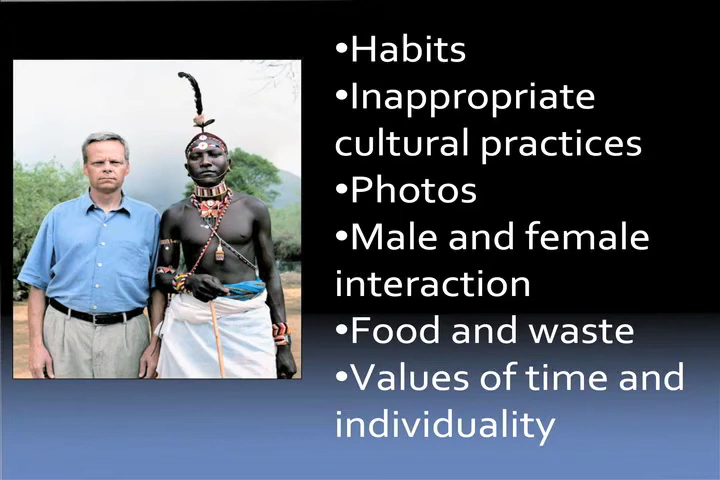 •Habits
•Inappropriate
cultural practices
•Photos
•Male and female
interaction
•Food and waste
•Values of time and
individuality